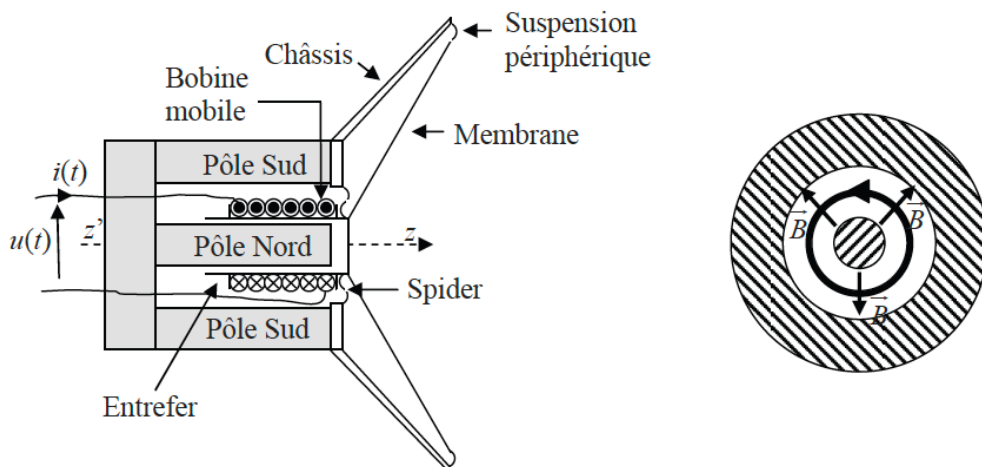 Suspension
périphérique
Châssis
Bobine
mobile
Membrane
Pôle Sud
i(t)
u(t)
z'
Pôle Nord
z
Spider
Pôle Sud
Entrefer
B
B
B